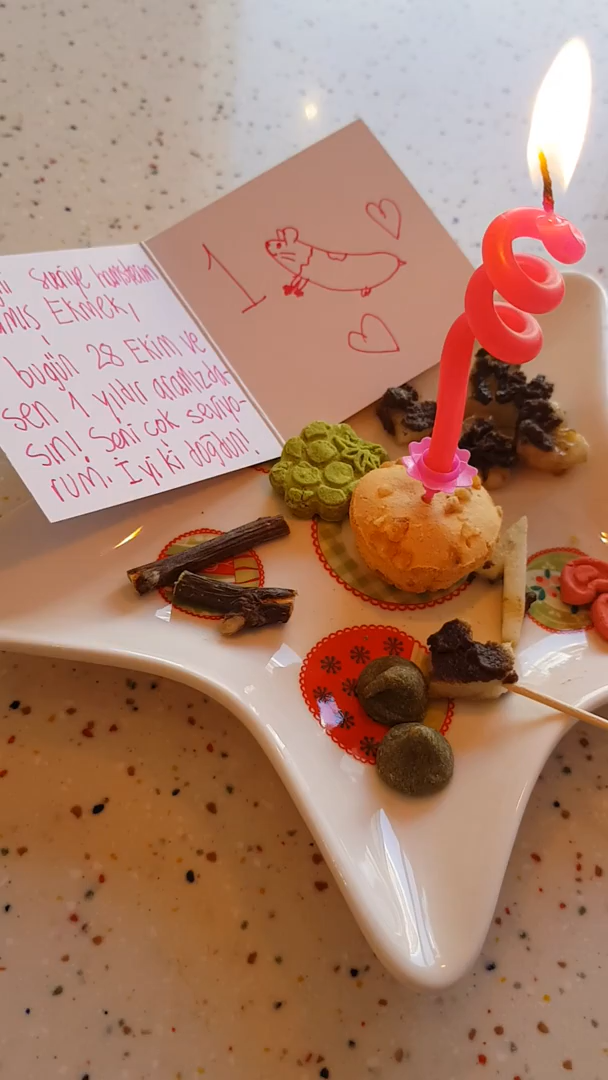 Suriye hamsterım
Ekmek,
bugün 28 Ekim ve
sen 1 yıldır aramızda-
sın! Seni çok seviyo-
rum. İyi ki doğdun!
1